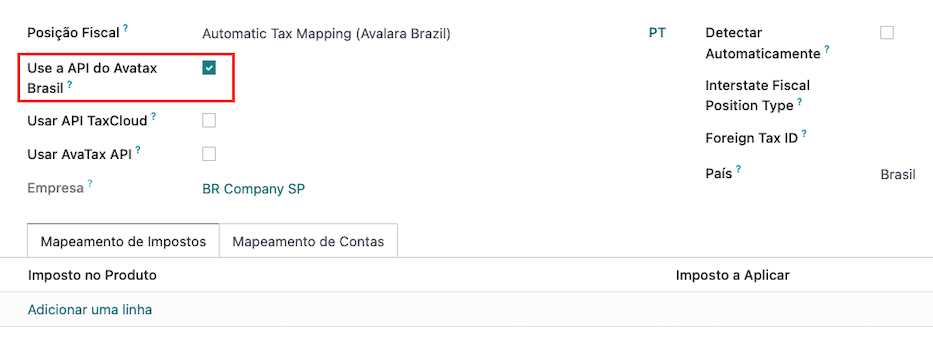 Posição Fiscal ? Automatic Tax Mapping (Avalara Brazil) PT
Use a API do Avatax
Brasil ?
Usar API TaxCloud ?
Usar AvaTax API ?
Empresa ? BR Company SP
Detectar
Automaticamente ?
Interstate Fiscal
Position Type ?
Foreign Tax ID ?
País ? Brasil
Mapeamento de Impostos Mapeamento de Contas
Imposto no Produto Imposto a Aplicar
Adicionar uma linha